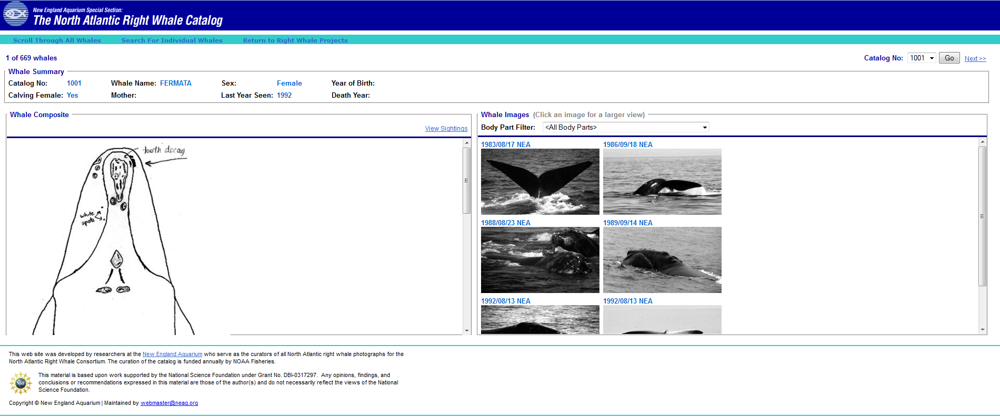 New England Aquarium Special Section:
The North Atlantic Right Whale Catalog
Scroll Through All Whales Search For Individual Whales Return to Right Whale Projects
1 of 669 whales Catalog No: 1001 Go Next >>
Whale Summary
Catalog No: 1001 Whale Name: FERMATA Sex: Female Year of Birth:
Calving Female: Yes Mother: Last Year Seen: 1992 Death Year:
Whale Composite
View Sightings
tooth decay
white
spots
Whale Images (Click an image for a larger view)
Body Part Filter: <All Body Parts>
1983/08/17 NEA 1986/09/18 NEA
1988/08/23 NEA 1989/09/14 NEA
1992/08/13 NEA 1992/08/13 NEA
This web site was developed by researchers at the New England Aquarium who serve as the curators of all North Atlantic right whale photographs for the
North Atlantic Right Whale Consortium. The curation of the catalog is funded annually by NOAA Fisheries.
NSF
This material is based upon work supported by the National Science Foundation under Grant No. DBI-0317297. Any opinions, findings, and
conclusions or recommendations expressed in this material are those of the author(s) and do not necessarily reflect the views of the National
Science Foundation.
Copyright © New England Aquarium | Maintained by webmaster@neaq.org